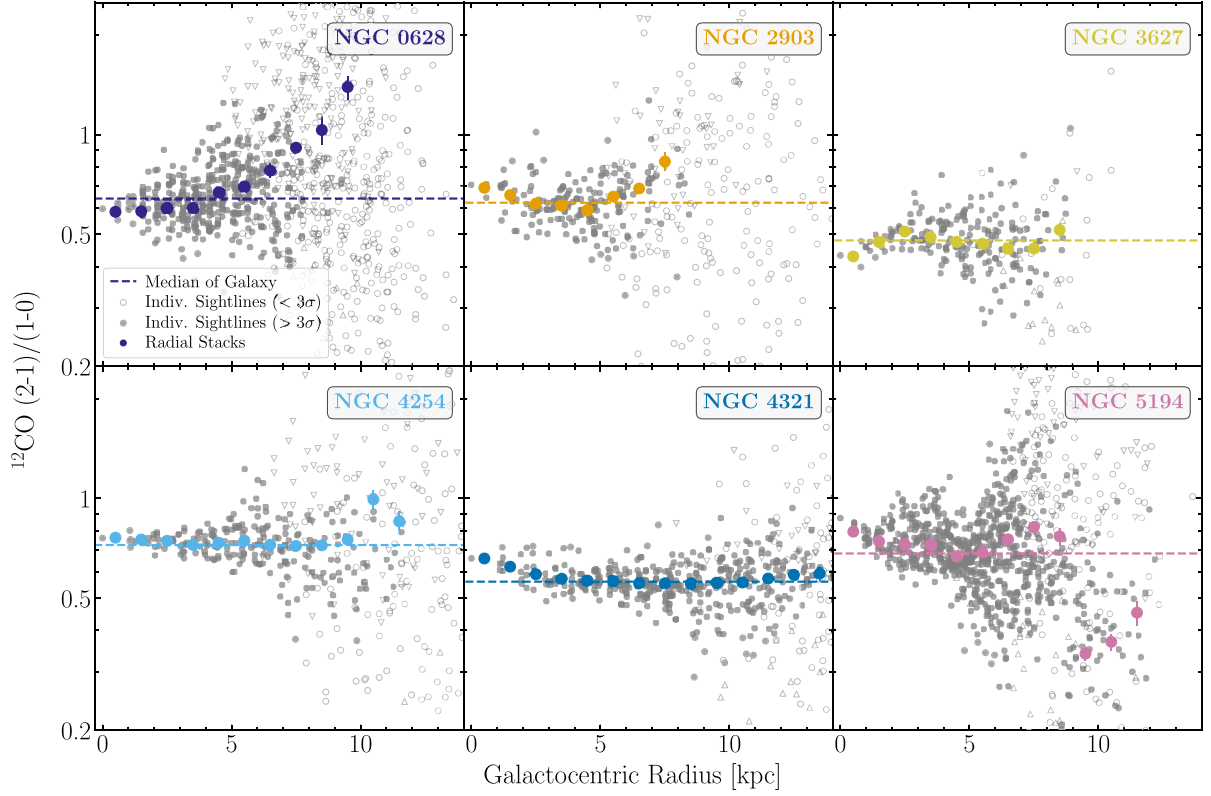 NGC 0628
NGC 2903
NGC 3627
1
0.5
0.2
Median of Galaxy
Indiv. Sightlines (< 3σ)
Indiv. Sightlines (> 3σ)
Radial Stacks
NGC 4254
NGC 4321
NGC 5194
1
0.5
0.2
0 5 10 0 5 10 0 5 10
¹²CO (2-1)/(1-0)
Galactocentric Radius [kpc]